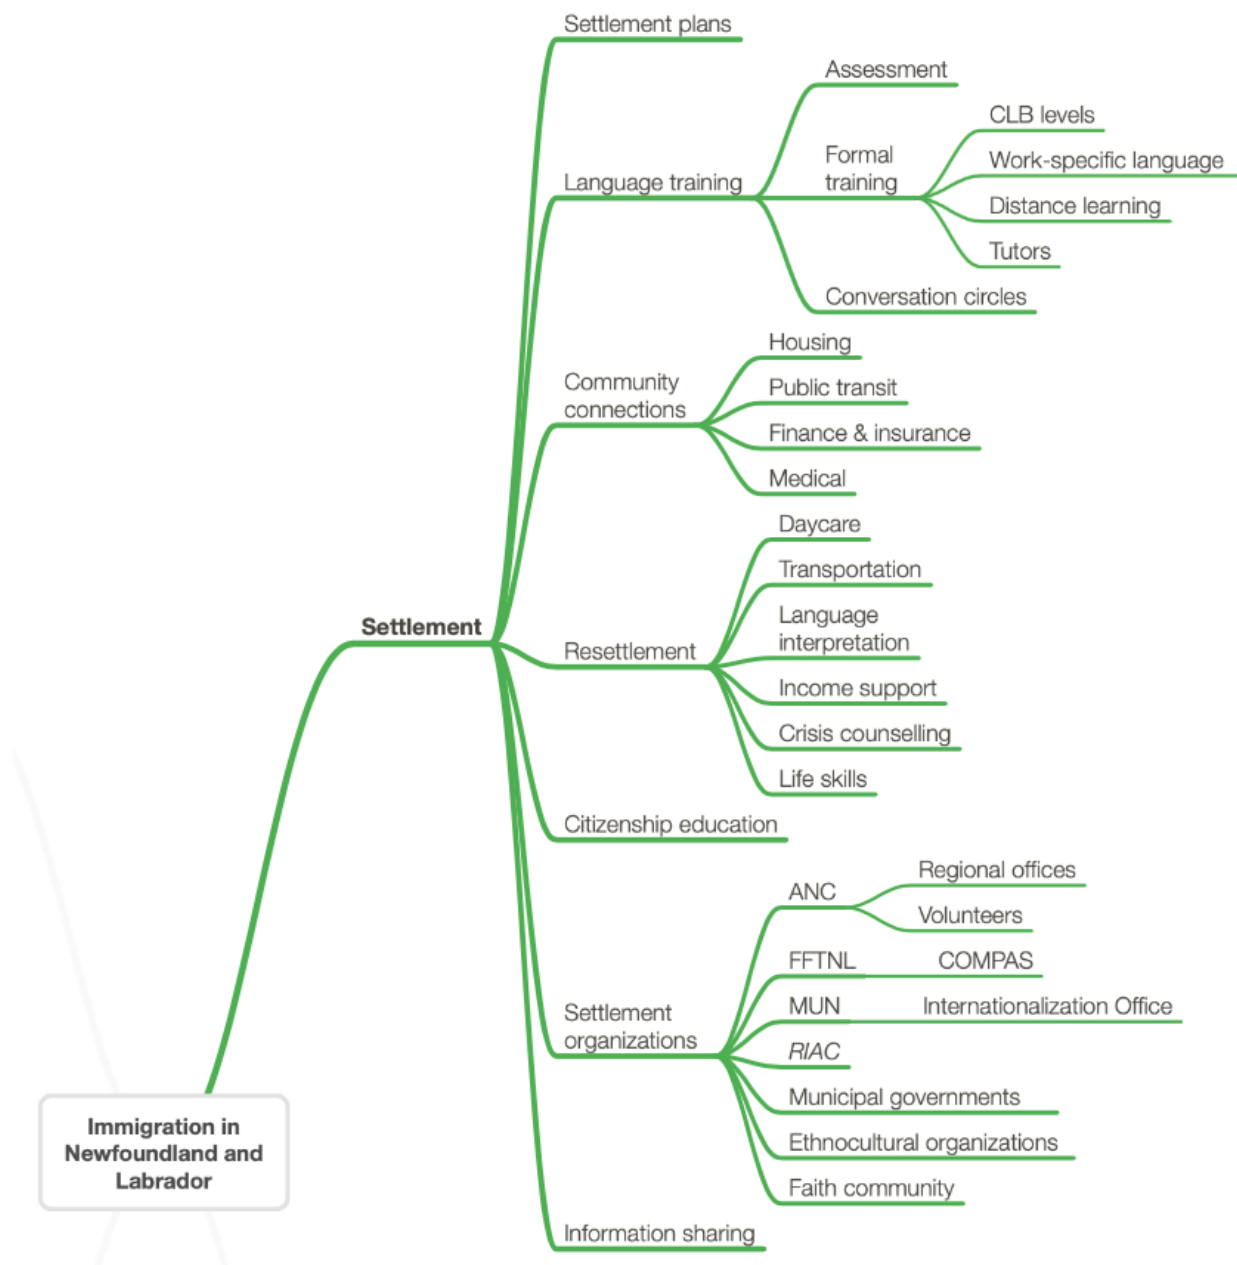 Settlement plans
Assessment
CLB levels
Formal
training
Work-specific language
Language training
Distance learning
Tutors
Conversation circles
Housing
Community
connections
Public transit
Finance & insurance
Medical
Daycare
Transportation
Language
interpretation
Settlement
Resettlement
Income support
Crisis counselling
Life skills
Citizenship education
Regional offices
ANC
Volunteers
FFTNL
COMPAS
MUN
Internationalization Office
Settlement
organizations
RIAC
Municipal governments
Ethnocultural organizations
Faith community
Immigration in
Newfoundland and
Labrador
Information sharing